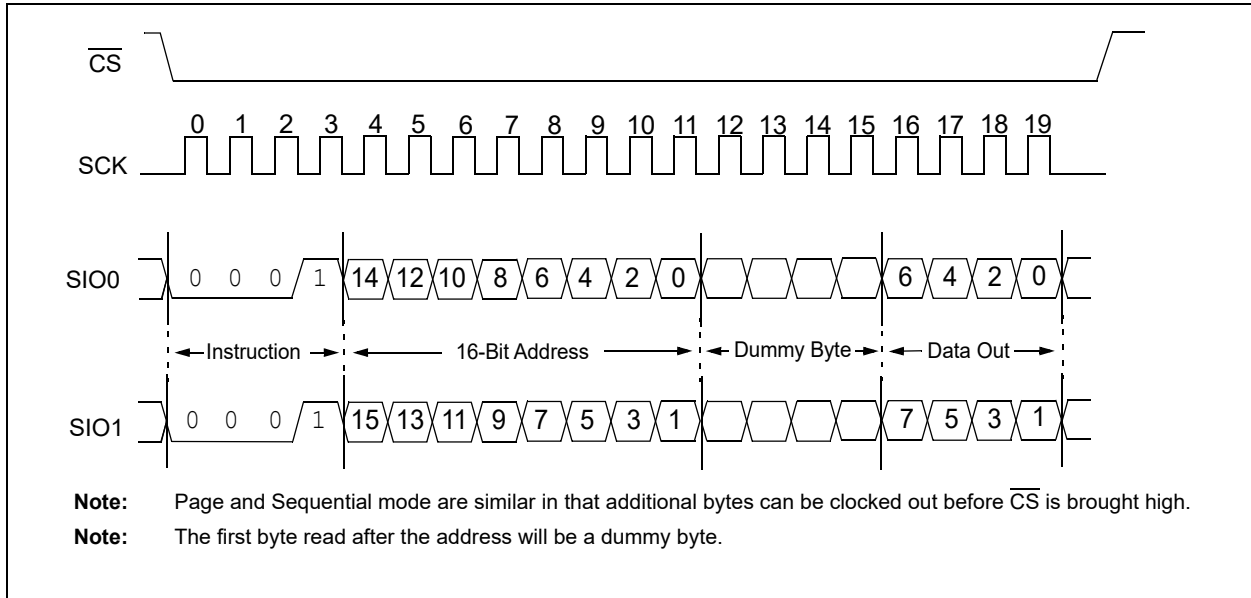 CS
0 1 2 3 4 5 6 7 8 9 10 11 12 13 14 15 16 17 18 19
SCK
SIO0 0 0 0 1 14 12 10 8 6 4 2 0 6 4 2 0
Instruction 16-Bit Address Dummy Byte Data Out
SIO1 0 0 0 1 15 13 11 9 7 5 3 1 7 5 3 1
Note: Page and Sequential mode are similar in that additional bytes can be clocked out before CS is brought high.
Note: The first byte read after the address will be a dummy byte.